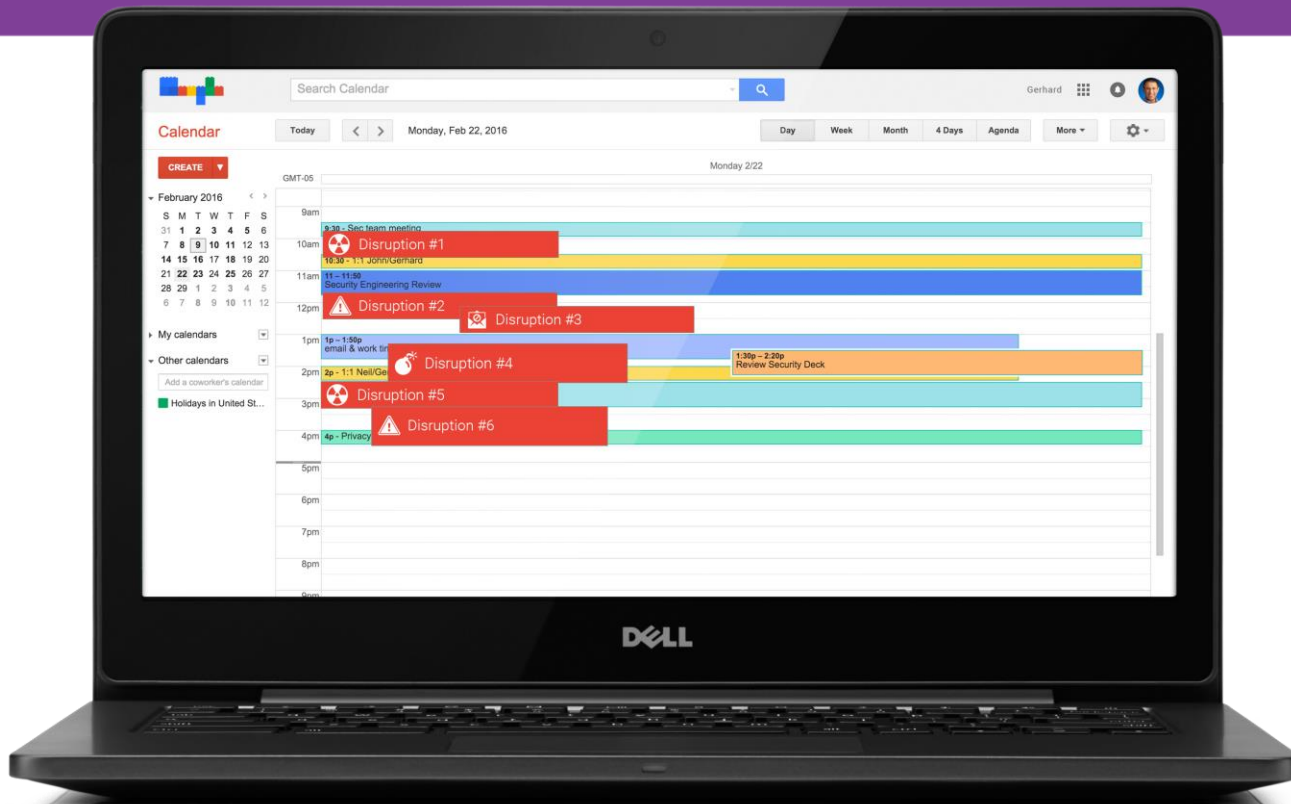 Search Calendar
Gerhard
Calendar
Today
Monday, Feb 22, 2016
Day
Week
Month
4 Days
Agenda
More
CREATE
Monday 2/22
GMT-05
February 2016
S M T W T F S
31 1 2 3 4 5 6
7 8 9 10 11 12 13
14 15 16 17 18 19 20
21 22 23 24 25 26 27
28 29 1 2 3 4 5
6 7 8 9 10 11 12
My calendars
Other calendars
Add a coworker's calendar
Holidays in United St...
9am
9:30 - Sec team meeting
10am
Disruption #1
10:30 - 1:1 John/Gerhard
11am
11 – 11:50
Security Engineering Review
Disruption #2
12pm
Disruption #3
1pm
1p – 1:50p
email & work
Disruption #4
1:30p – 2:20p
Review Security Deck
2pm
2p - 1:1 Neil/Ge
Disruption #5
3pm
Disruption #6
4pm
4p - Privacy
5pm
6pm
7pm
8pm
9pm
DELL